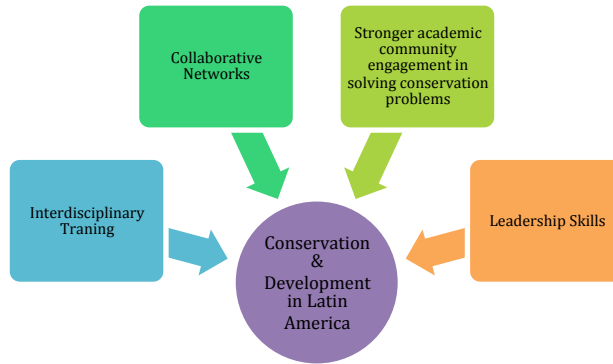 Collaborative
Networks
Stronger academic
community
engagement in
solving conservation
problems
Interdisciplinary
Traning
Leadership Skills
Conservation
&
Development
in Latin
America